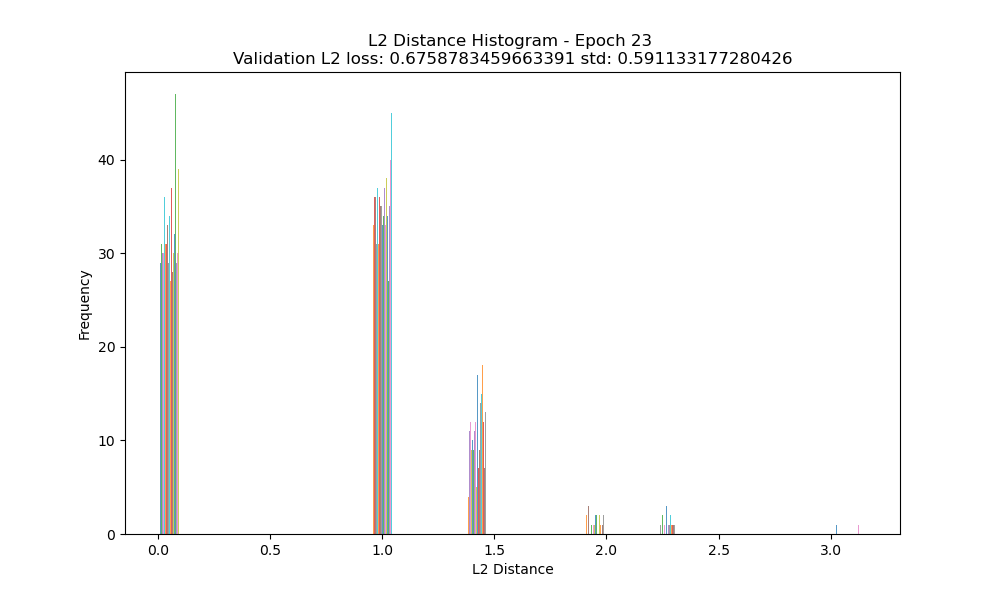 L2 Distance Histogram - Epoch 23
Validation L2 loss: 0.6758783459663391 std: 0.591133177280426
Frequency
40
30
20
10
0
0.0 0.5 1.0 1.5 2.0 2.5 3.0
L2 Distance